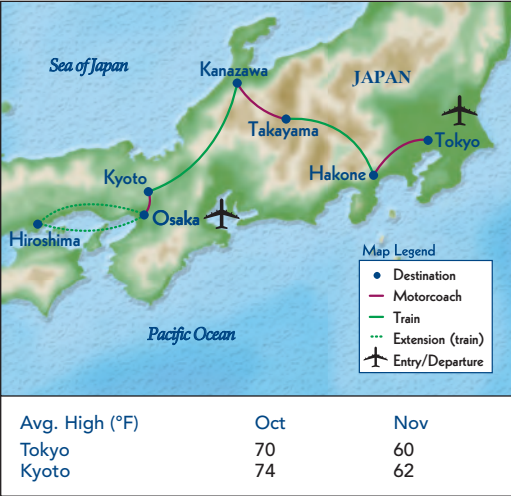 Sea of Japan
Kanazawa
JAPAN
Takayama
Tokyo
Kyoto
Hakone
Osaka
Hiroshima
Map Legend
Destination
Motorcoach
Train
Extension (train)
Entry/Departure
Pacific Ocean
Avg. High (°F) Oct Nov
Tokyo 70 60
Kyoto 74 62